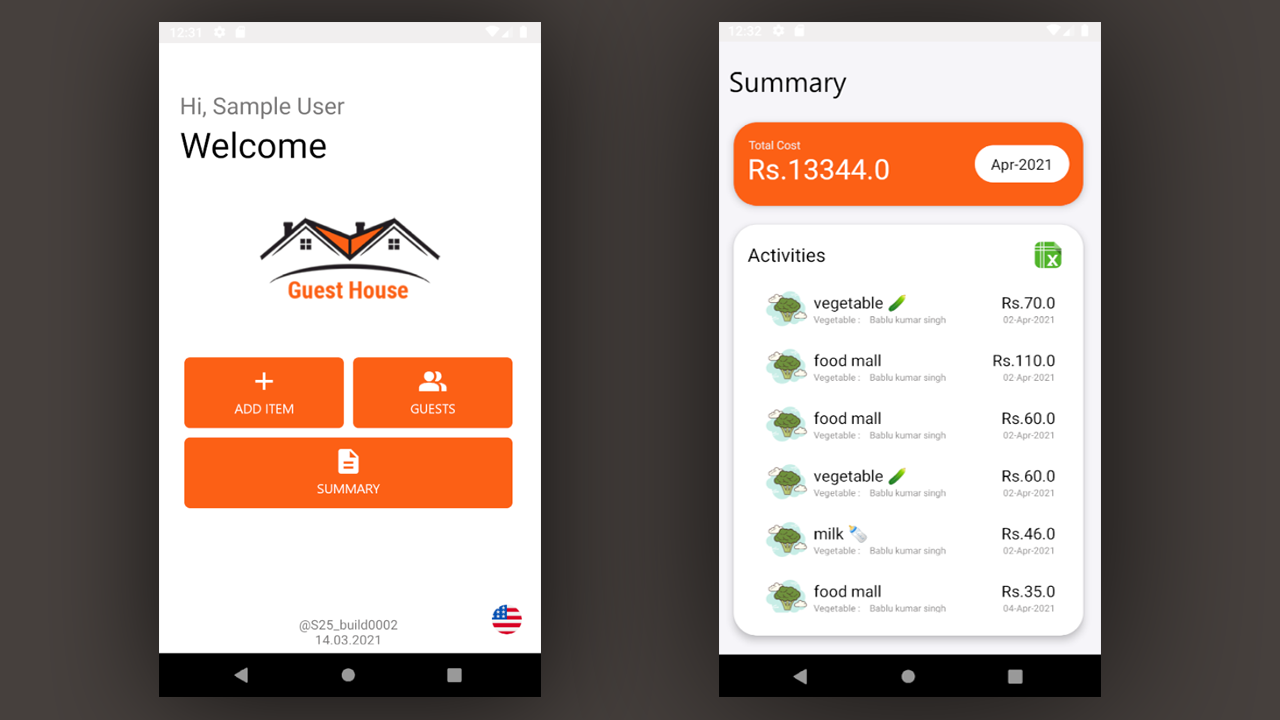 12:31
Hi, Sample User
Welcome
Guest House
ADD ITEM
GUESTS
SUMMARY
@S25_build0002
14.03.2021
12:32
Summary
Total Cost
Rs.13344.0
Apr-2021
Activities
X
vegetable 🥒 Rs.70.0
Vegetable : Bablu kumar singh 02-Apr-2021
food mall Rs.110.0
Vegetable : Bablu kumar singh 02-Apr-2021
food mall Rs.60.0
Vegetable : Bablu kumar singh 02-Apr-2021
vegetable 🥒 Rs.60.0
Vegetable : Bablu kumar singh 02-Apr-2021
milk 🍼 Rs.46.0
Vegetable : Bablu kumar singh 02-Apr-2021
food mall Rs.35.0
Vegetable : Bablu kumar singh 04-Apr-2021